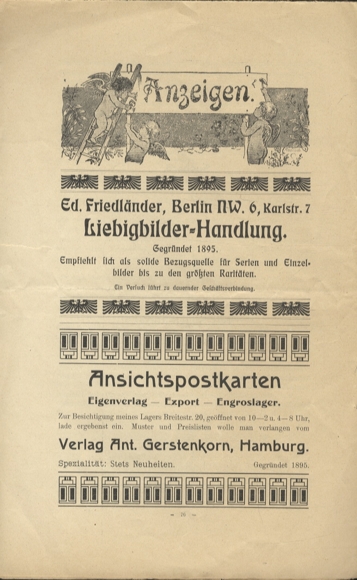 Anzeigen.
Ed. Friedländer, Berlin NW. 6, Karlstr. 7
Liebigbilder-Handlung.
Gegründet 1895.
Empfiehlt sich als solide Bezugsquelle für Serien und Einzel-
bilder bis zu den größten Raritäten.
Ein Versuch führt zu dauernder Geschäftsverbindung.
Ansichtspostkarten
Eigenverlag — Export — Engroslager.
Zur Besichtigung meines Lagers Breitestr. 20, geöffnet von 10—2 u. 4—8 Uhr,
lade ergebenst ein. Muster und Preislisten wolle man verlangen vom
Verlag Ant. Gerstenkorn, Hamburg.
Spezialität: Stets Neuheiten. Gegründet 1895.